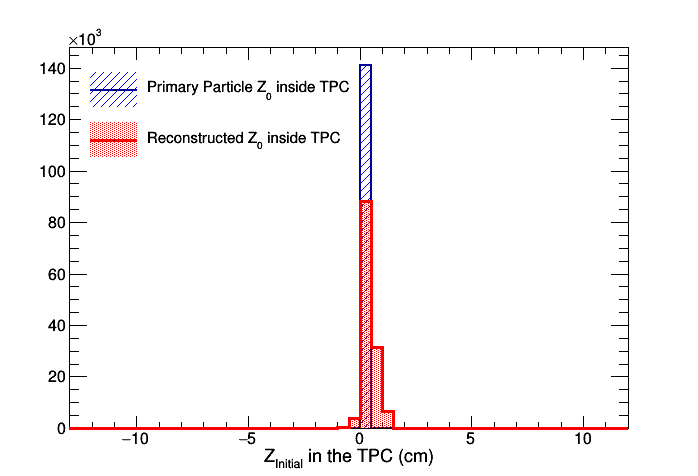 ×10³
140
120
100
80
60
40
20
0
Primary Particle Z₀ inside TPC
Reconstructed Z₀ inside TPC
−10 −5 0 5 10
Z_Initial in the TPC (cm)